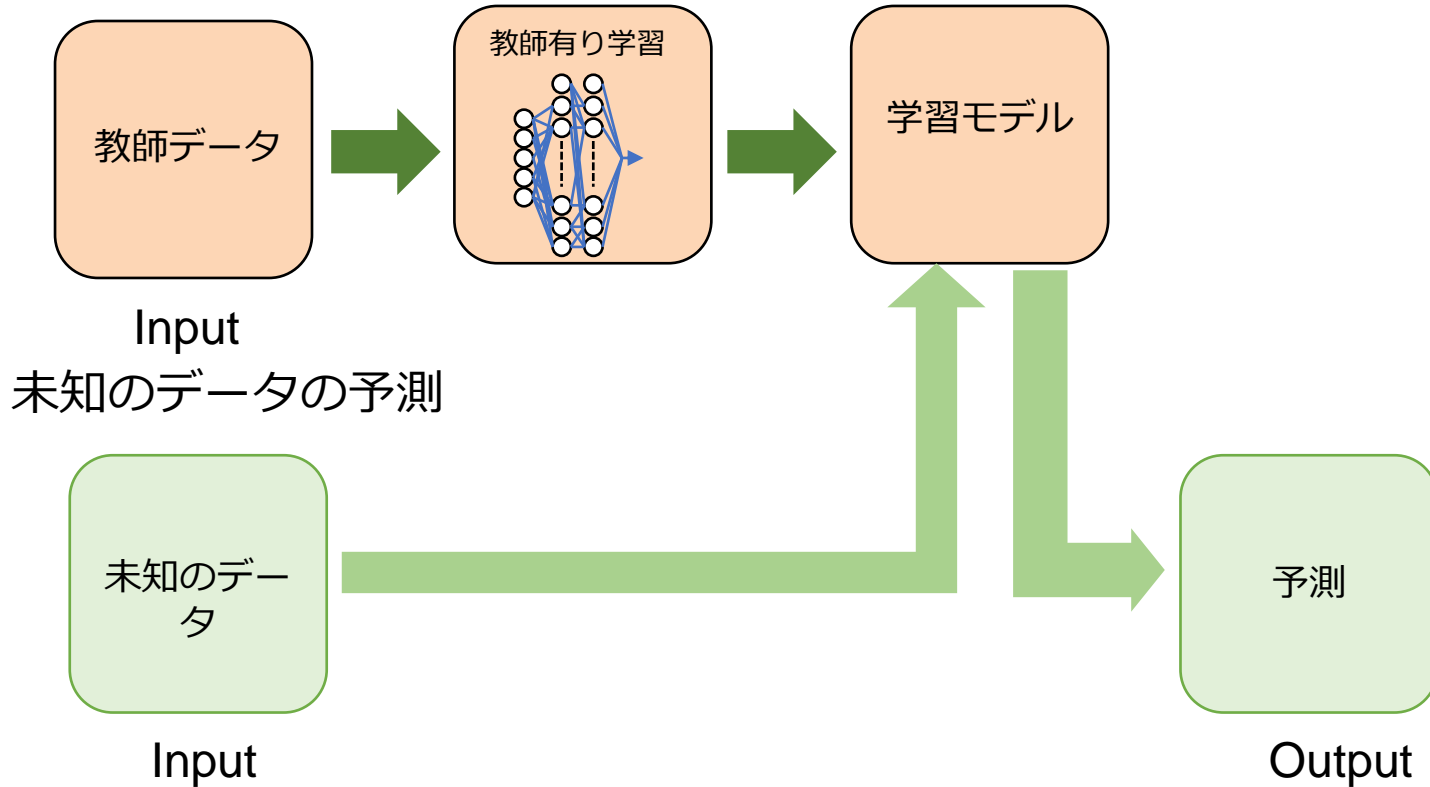 教師データ
教師有り学習
学習モデル
Input
未知のデータの予測
未知のデー
タ
予測
Input
Output